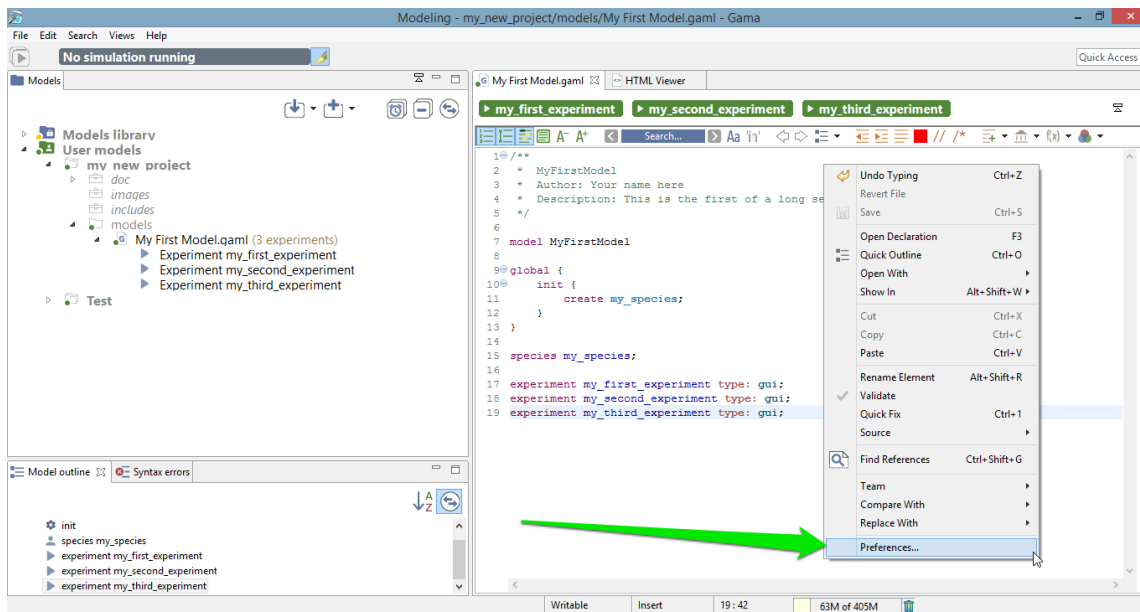 Modeling - my_new_project/models/My First Model.gaml - Gama
File Edit Search Views Help
No simulation running
Quick Access
Models
Models library
User models
my_new_project
doc
images
includes
models
My First Model.gaml (3 experiments)
Experiment my_first_experiment
Experiment my_second_experiment
Experiment my_third_experiment
Test
My First Model.gaml HTML Viewer
my_first_experiment my_second_experiment my_third_experiment
A- A+ Search... Aa 'in' // /* f(x)
1 /**
2 * MyFirstModel
3 * Author: Your name here
4 * Description: This is the first of a long se
5 */
6
7 model MyFirstModel
8
9 global {
10 init {
11 create my_species;
12 }
13 }
14
15 species my_species;
16
17 experiment my_first_experiment type: gui;
18 experiment my_second_experiment type: gui;
19 experiment my_third_experiment type: gui;
Undo Typing Ctrl+Z
Revert File
Save Ctrl+S
Open Declaration F3
Quick Outline Ctrl+O
Open With
Show In Alt+Shift+W
Cut Ctrl+X
Copy Ctrl+C
Paste Ctrl+V
Rename Element Alt+Shift+R
Validate
Quick Fix Ctrl+1
Source
Find References Ctrl+Shift+G
Team
Compare With
Replace With
Preferences...
Model outline Syntax errors
A
Z
init
species my_species
experiment my_first_experiment
experiment my_second_experiment
experiment my_third_experiment
Writable Insert 19 : 42 63M of 405M